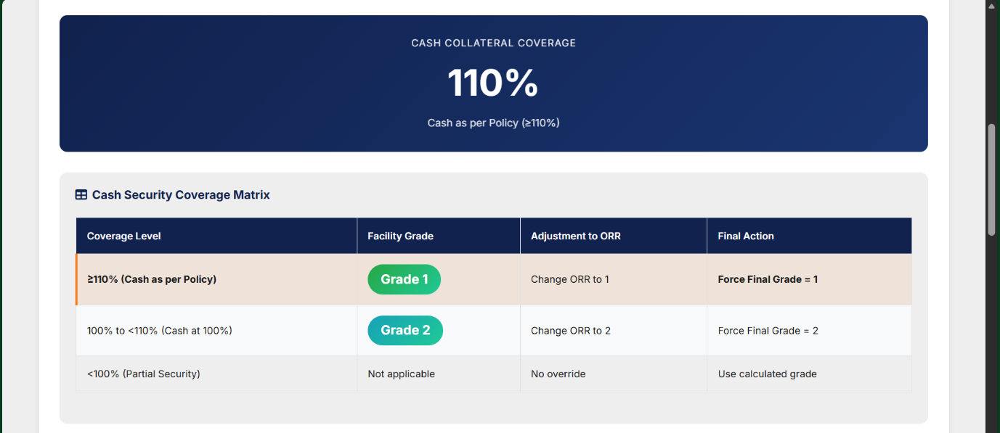 CASH COLLATERAL COVERAGE
110%
Cash as per Policy (≥110%)
Cash Security Coverage Matrix
Coverage Level Facility Grade Adjustment to ORR Final Action
≥110% (Cash as per Policy) Grade 1 Change ORR to 1 Force Final Grade = 1
100% to <110% (Cash at 100%) Grade 2 Change ORR to 2 Force Final Grade = 2
<100% (Partial Security) Not applicable No override Use calculated grade